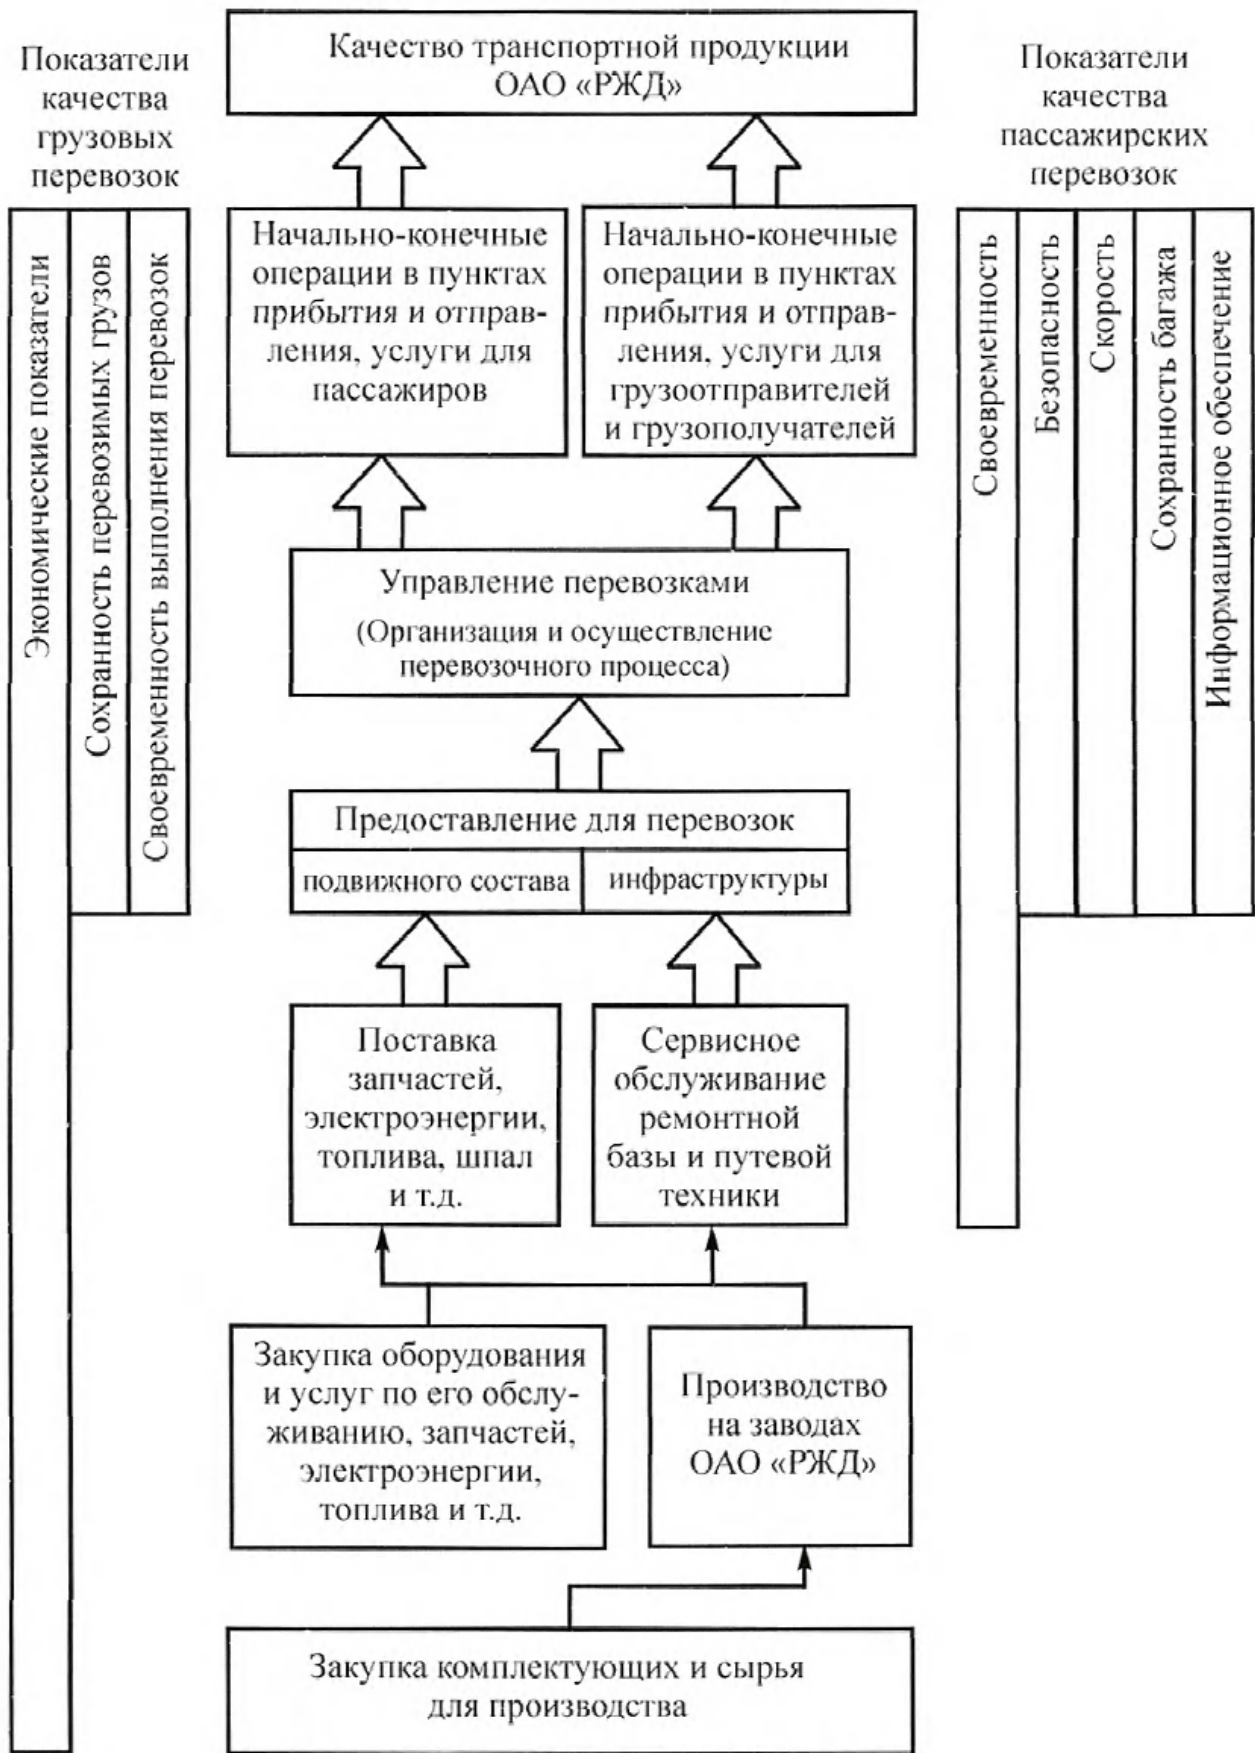 Показатели
качества
грузовых
перевозок
Экономические показатели
Сохранность перевозимых грузов
Своевременность выполнения перевозок
Качество транспортной продукции
ОАО «РЖД»
Начально-конечные
операции в пунктах
прибытия и отправ-
ления, услуги для
пассажиров
Начально-конечные
операции в пунктах
прибытия и отправ-
ления, услуги для
грузоотправителей
и грузополучателей
Управление перевозками
(Организация и осуществление
перевозочного процесса)
Предоставление для перевозок
подвижного состава
инфраструктуры
Поставка
запчастей,
электроэнергии,
топлива, шпал
и т.д.
Сервисное
обслуживание
ремонтной
базы и путевой
техники
Закупка оборудования
и услуг по его обслу-
живанию, запчастей,
электроэнергии,
топлива и т.д.
Производство
на заводах
ОАО «РЖД»
Закупка комплектующих и сырья
для производства
Показатели
качества
пассажирских
перевозок
Своевременность
Безопасность
Скорость
Сохранность багажа
Информационное обеспечение